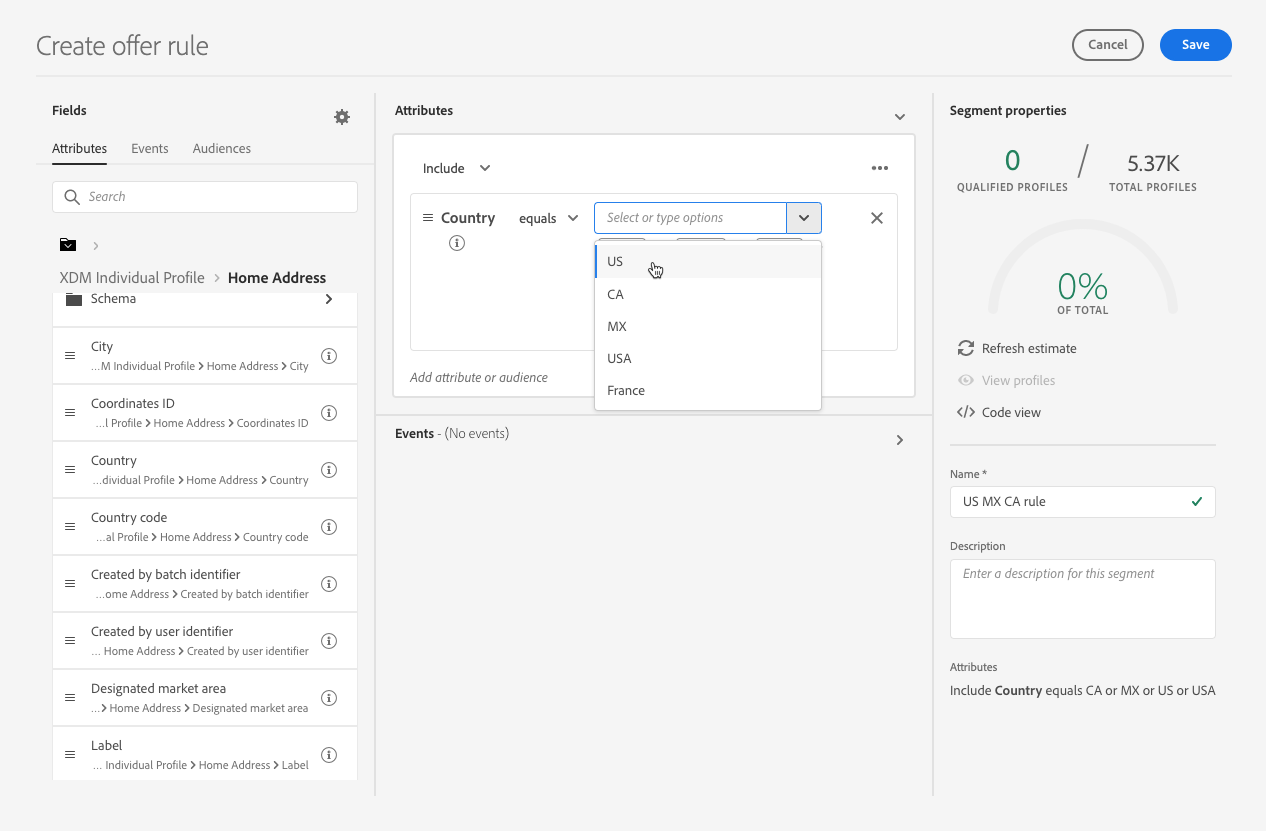 Create offer rule
Cancel
Save
Fields
Attributes
Events
Audiences
Search
XDM Individual Profile > Home Address
Schema
City
...M Individual Profile > Home Address > City
Coordinates ID
...l Profile > Home Address > Coordinates ID
Country
...dividual Profile > Home Address > Country
Country code
...al Profile > Home Address > Country code
Created by batch identifier
...ome Address > Created by batch identifier
Created by user identifier
... Home Address > Created by user identifier
Designated market area
...> Home Address > Designated market area
Label
... Individual Profile > Home Address > Label
Attributes
Include
Country equals Select or type options
US
CA
MX
USA
France
Add attribute or audience
Events - (No events)
Segment properties
0 / 5.37K
QUALIFIED PROFILES TOTAL PROFILES
0%
OF TOTAL
Refresh estimate
View profiles
</> Code view
Name *
US MX CA rule
Description
Enter a description for this segment
Attributes
Include Country equals CA or MX or US or USA